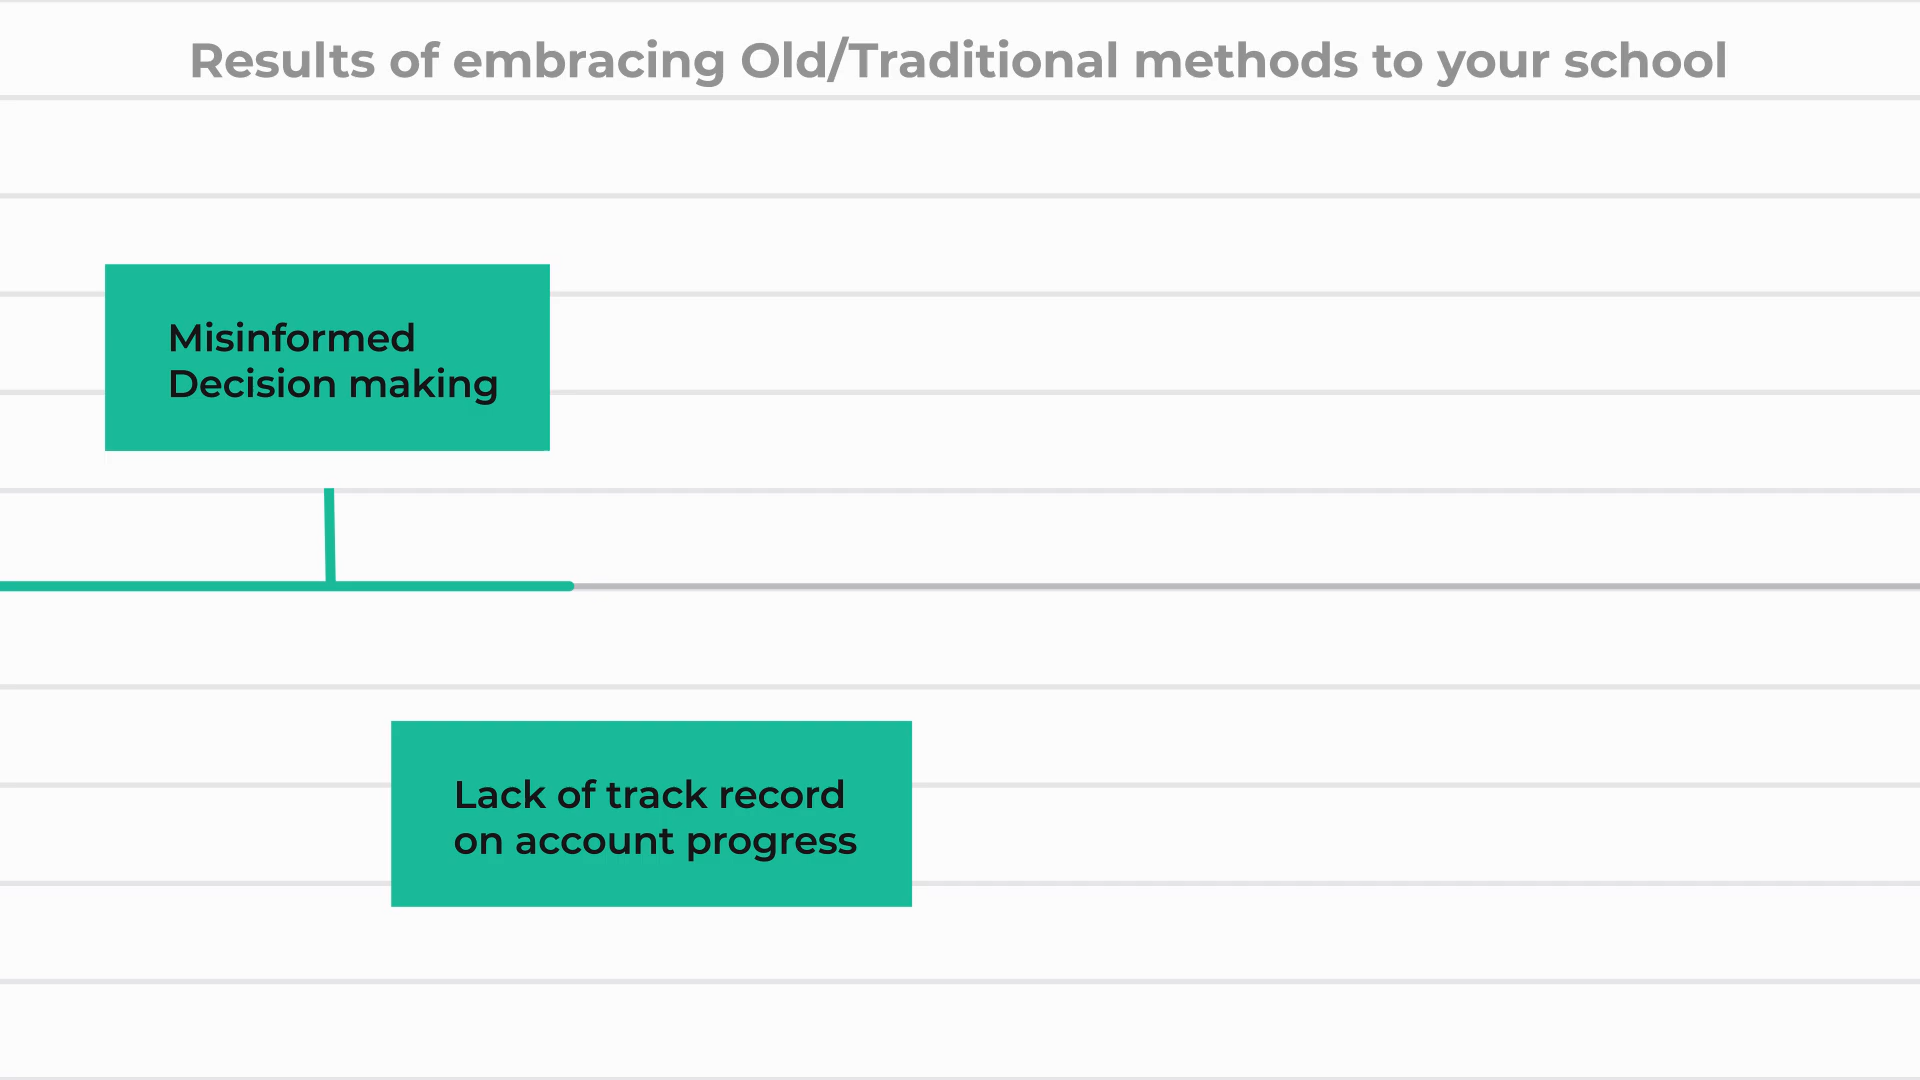 Results of embracing Old/Traditional methods to your school
Misinformed
Decision making
Lack of track record
on account progress